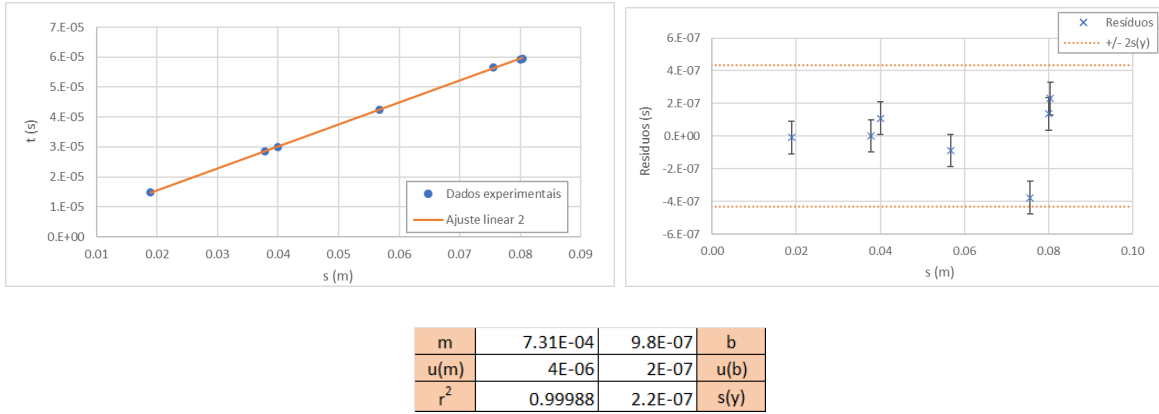 7.E-05
6.E-05
5.E-05
4.E-05
3.E-05
2.E-05
1.E-05
0.E+00
t (s)
0.01 0.02 0.03 0.04 0.05 0.06 0.07 0.08 0.09
s (m)
Dados experimentais
Ajuste linear 2
6.E-07
4.E-07
2.E-07
0.E+00
-2.E-07
-4.E-07
-6.E-07
Resíduos (s)
0.00 0.02 0.04 0.06 0.08 0.10
s (m)
Resíduos
+/- 2s(y)
m 7.31E-04 9.8E-07 b
u(m) 4E-06 2E-07 u(b)
r² 0.99988 2.2E-07 s(y)